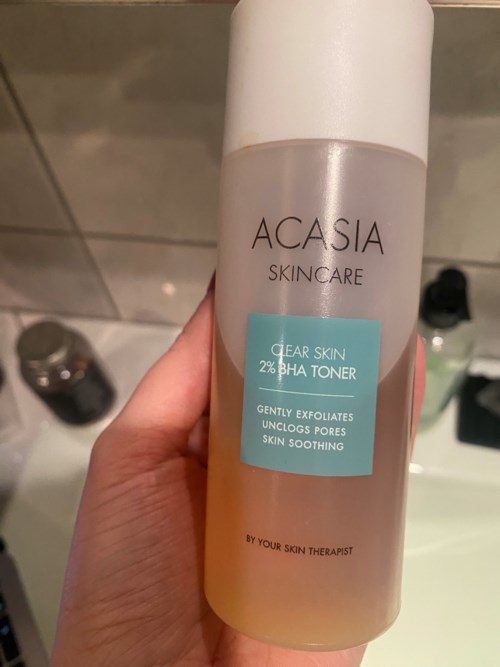 ACASIA
SKINCARE
CLEAR SKIN
2% BHA TONER
GENTLY EXFOLIATES
UNCLOGS PORES
SKIN SOOTHING
BY YOUR SKIN THERAPIST